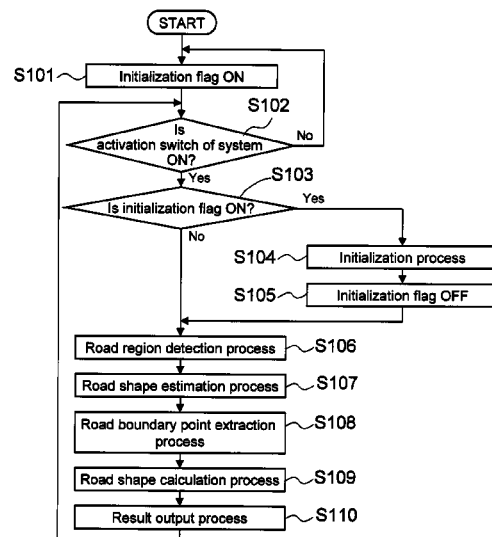 START
S101
Initialization flag ON
S102
Is
activation switch of system
ON?
No
Yes
S103
Is initialization flag ON?
Yes
No
S104
Initialization process
S105
Initialization flag OFF
Road region detection process
S106
Road shape estimation process
S107
Road boundary point extraction
process
S108
Road shape calculation process
S109
Result output process
S110